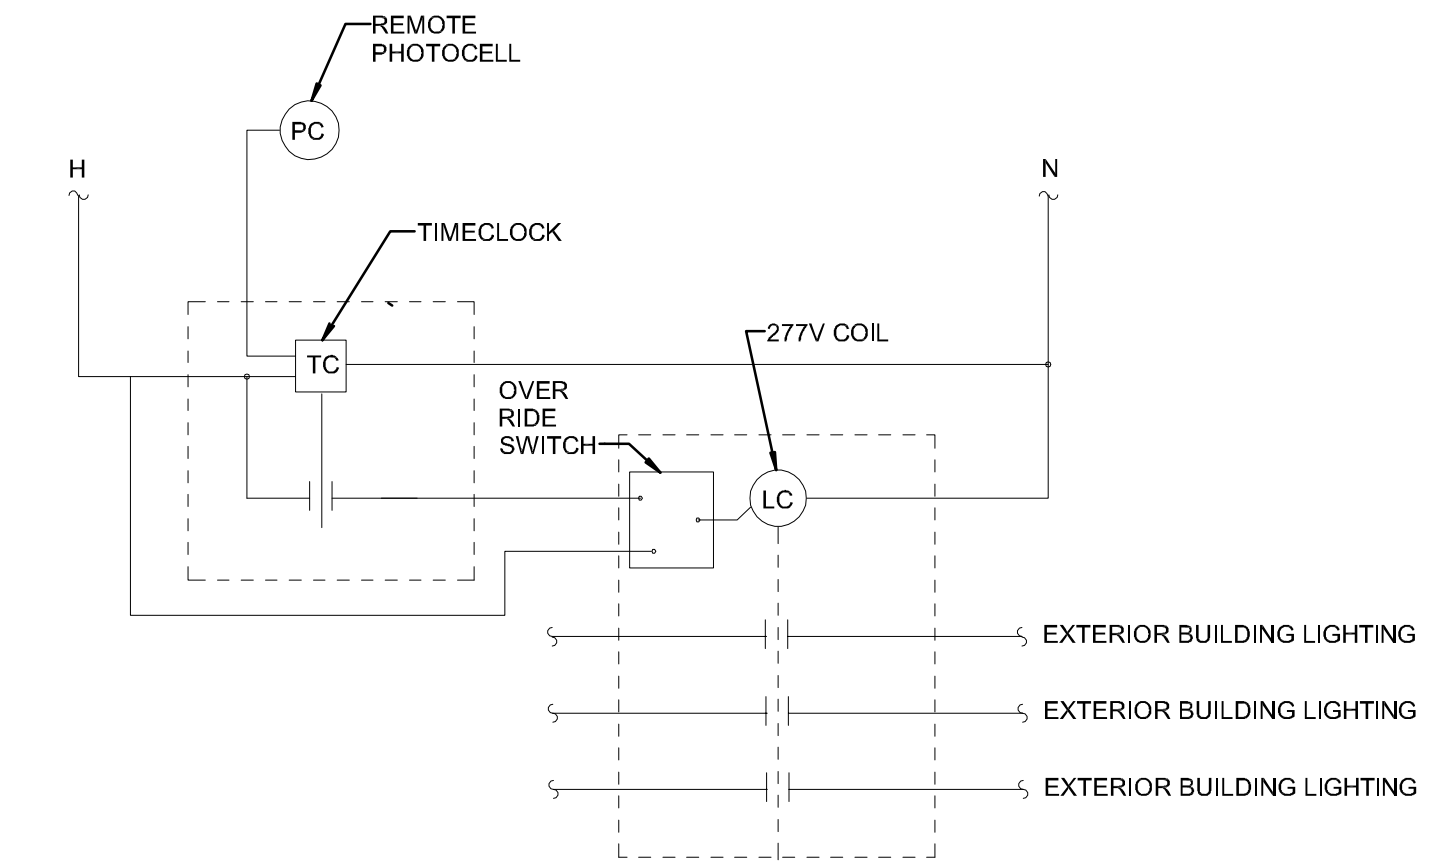 REMOTE
PHOTOCELL
PC
H
N
TIMECLOCK
277V COIL
TC
OVER
RIDE
SWITCH
LC
EXTERIOR BUILDING LIGHTING
EXTERIOR BUILDING LIGHTING
EXTERIOR BUILDING LIGHTING